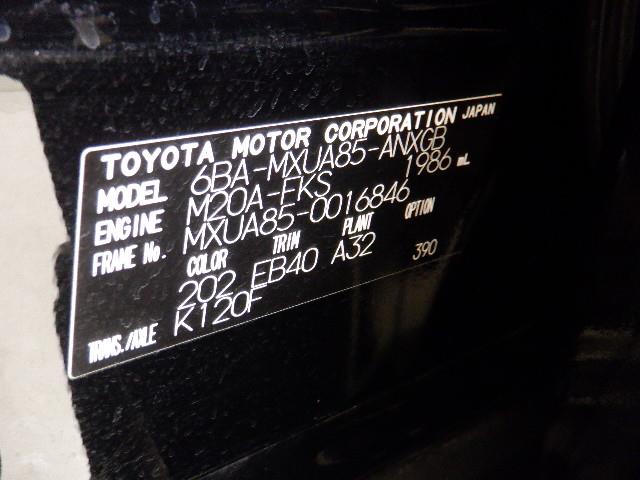 TOYOTA MOTOR CORPORATION JAPAN
MODEL 6BA-MXUA85-ANXGB
ENGINE M20A-FKS 1986 mL
FRAME No. MXUA85-0016846
COLOR TRIM PLANT OPTION
202 EB40 A32 390
TRANS./AXLE K120F